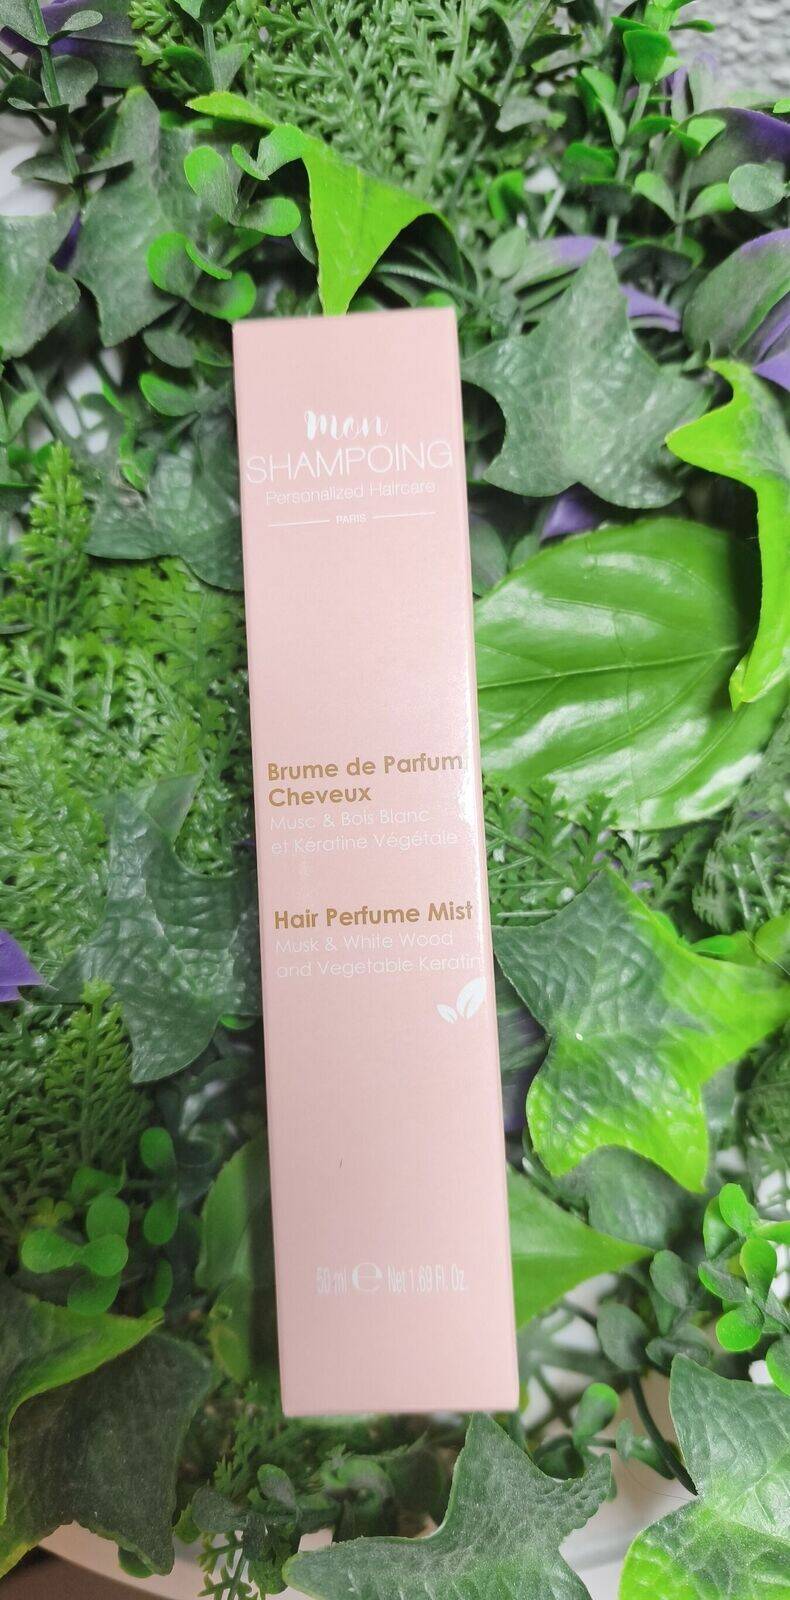 mon
SHAMPOING
Personalized Haircare
PARIS
Brume de Parfum
Cheveux
Musc & Bois Blanc
et Keratine Végétale
Hair Perfume Mist
Musk & White Wood
and Vegetable Keratin
50 ml ℮ Net 1.69 Fl. Oz.